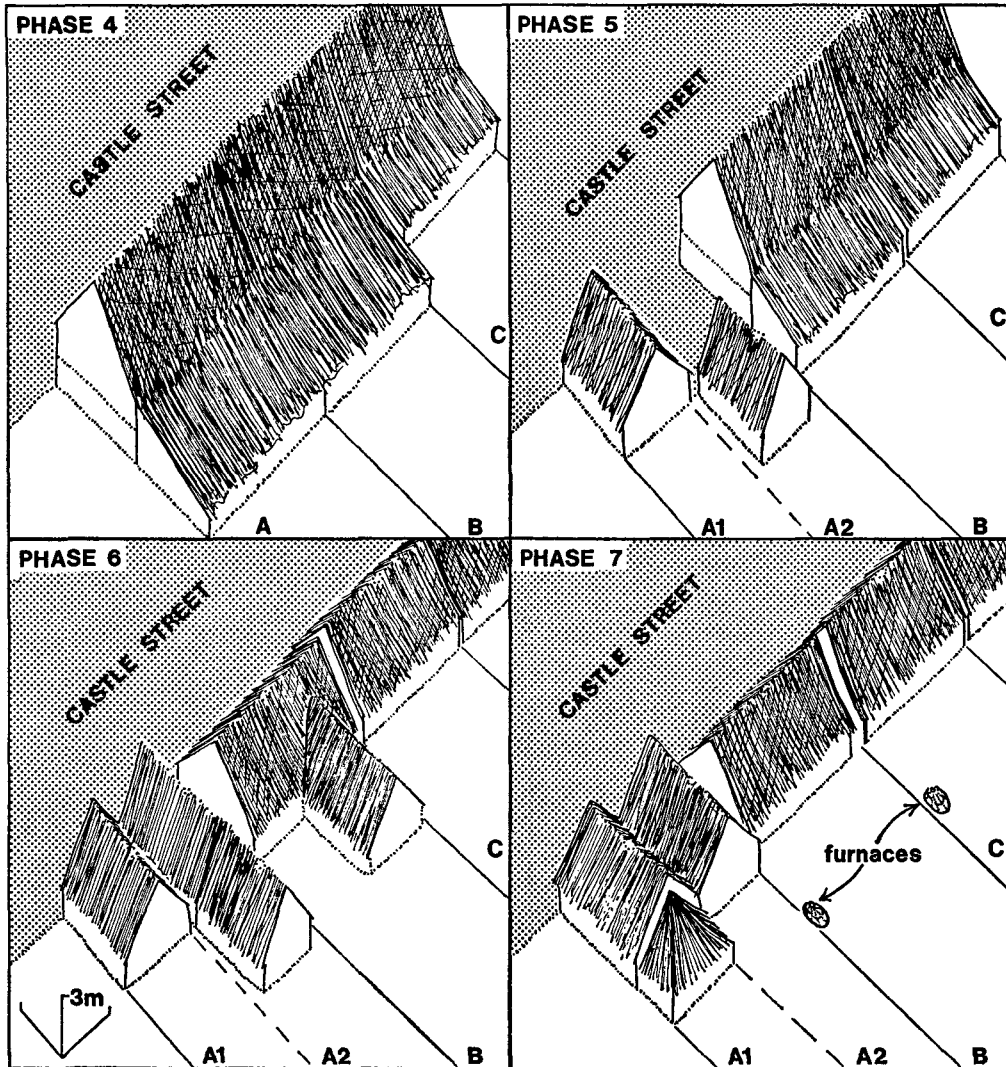 PHASE 4
CASTLE STREET
C
A
B
PHASE 5
CASTLE STREET
C
A1
A2
B
PHASE 6
CASTLE STREET
C
3m
A1
A2
B
PHASE 7
CASTLE STREET
C
furnaces
A1
A2
B